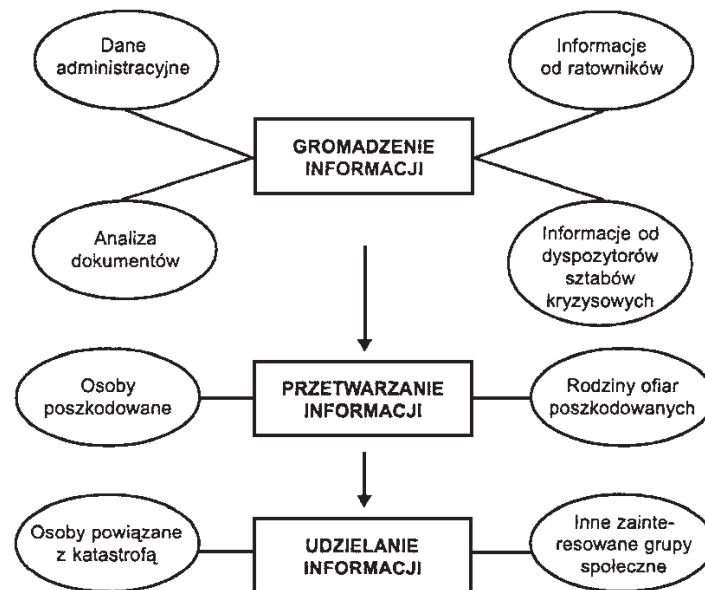 Dane
administracyjne
Informacje
od ratowników
GROMADZENIE
INFORMACJI
Analiza
dokumentów
Informacje od
dyspozytorów
sztabów
kryzysowych
Osoby
poszkodowane
PRZETWARZANIE
INFORMACJI
Rodziny ofiar
poszkodowanych
Osoby powiązane
z katastrofą
UDZIELANIE
INFORMACJI
Inne zainte-
resowane grupy
społeczne